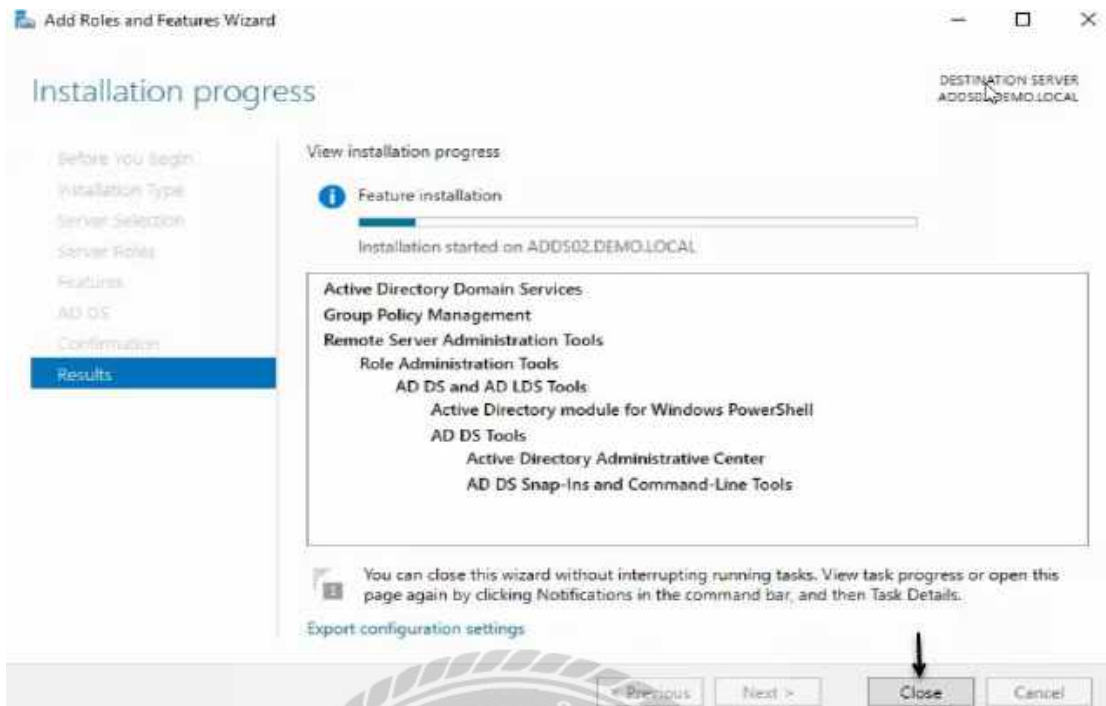 Add Roles and Features Wizard
Installation progress
DESTINATION SERVER
ADDS02.DEMO.LOCAL
Before You Begin
Installation Type
Server Selection
Server Roles
Features
AD DS
Confirmation
Results
View installation progress
Feature installation
Installation started on ADDS02.DEMO.LOCAL
Active Directory Domain Services
Group Policy Management
Remote Server Administration Tools
Role Administration Tools
AD DS and AD LDS Tools
Active Directory module for Windows PowerShell
AD DS Tools
Active Directory Administrative Center
AD DS Snap-Ins and Command-Line Tools
You can close this wizard without interrupting running tasks. View task progress or open this
page again by clicking Notifications in the command bar, and then Task Details.
Export configuration settings
< Previous
Next >
Close
Cancel